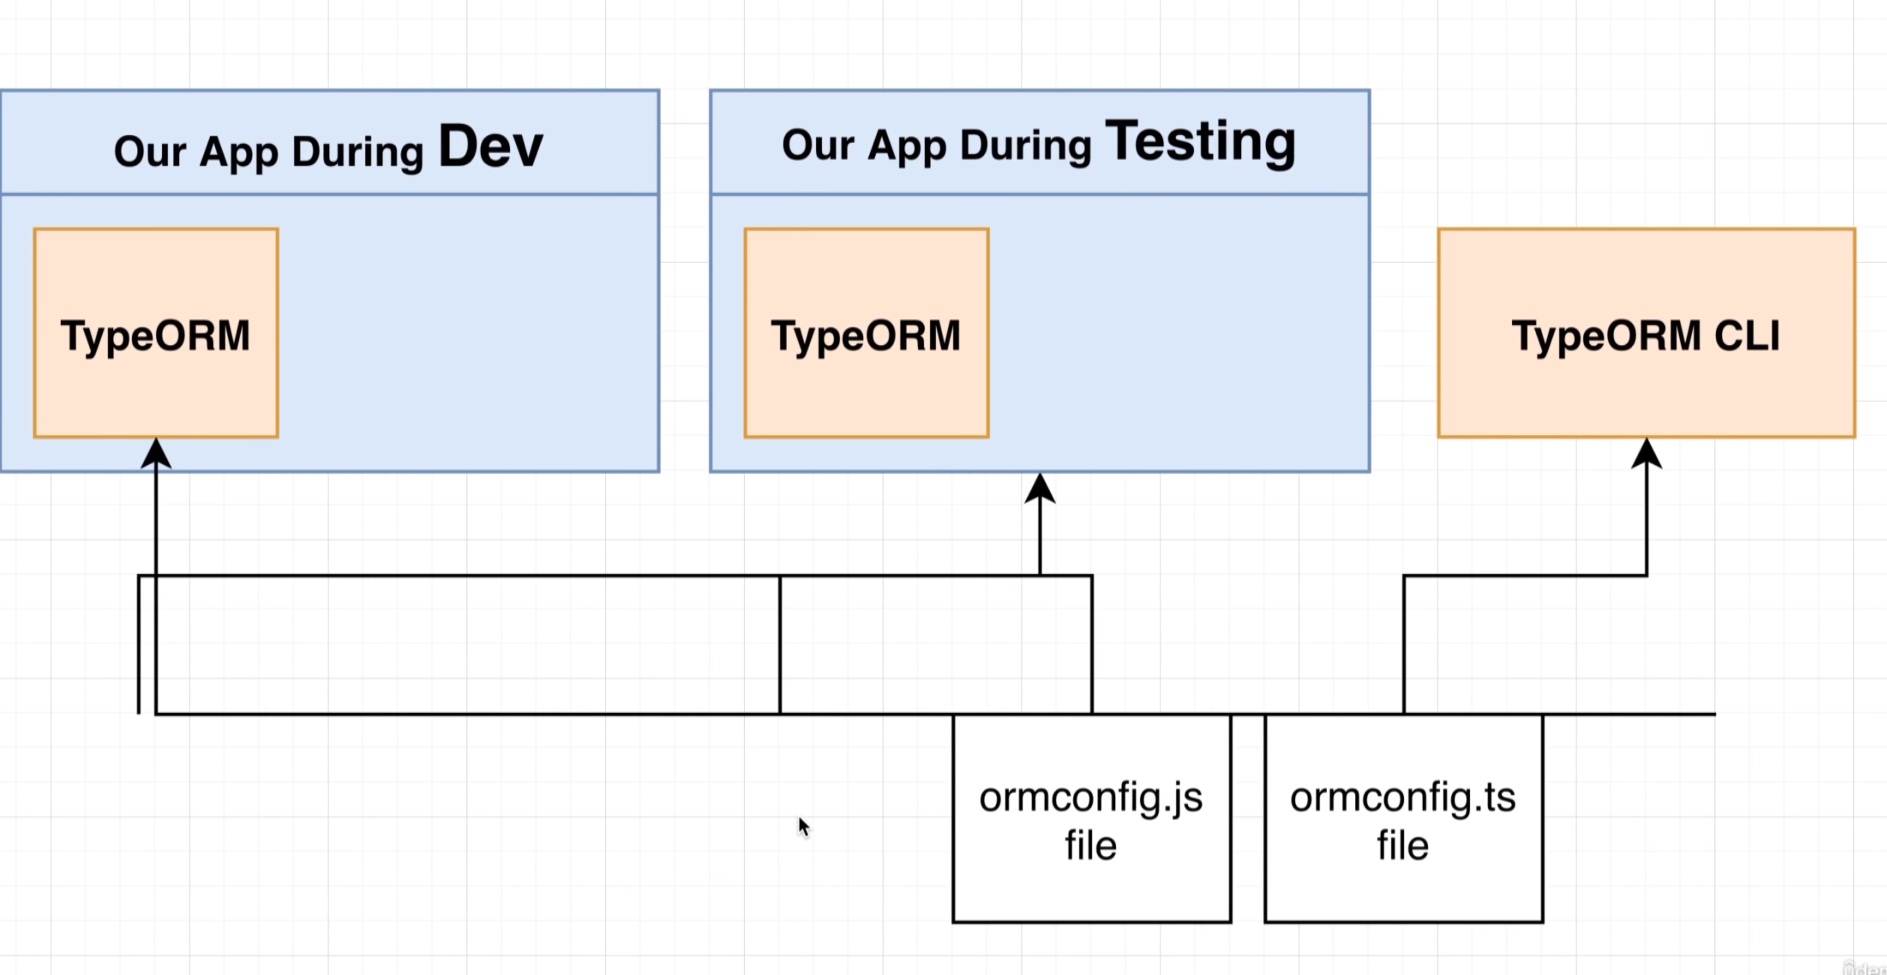 Our App During Dev
Our App During Testing
TypeORM
TypeORM
TypeORM CLI
ormconfig.js
file
ormconfig.ts
file